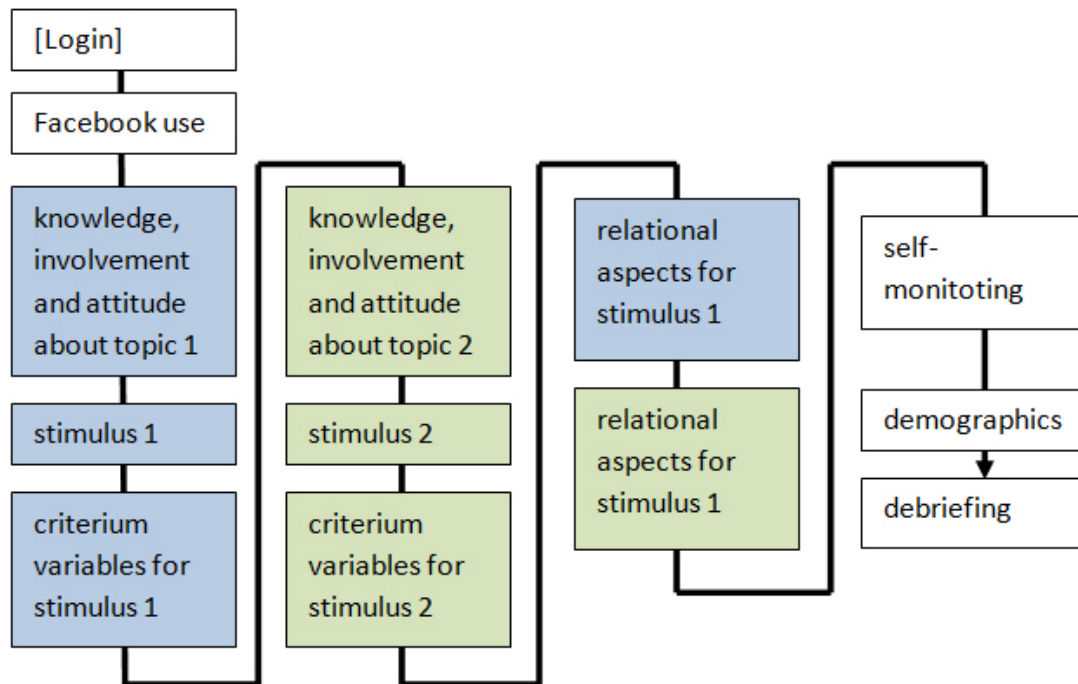 [Login]
Facebook use
knowledge,
involvement
and attitude
about topic 1
stimulus 1
criterium
variables for
stimulus 1
knowledge,
involvement
and attitude
about topic 2
stimulus 2
criterium
variables for
stimulus 2
relational
aspects for
stimulus 1
relational
aspects for
stimulus 1
self-
monitoting
demographics
debriefing